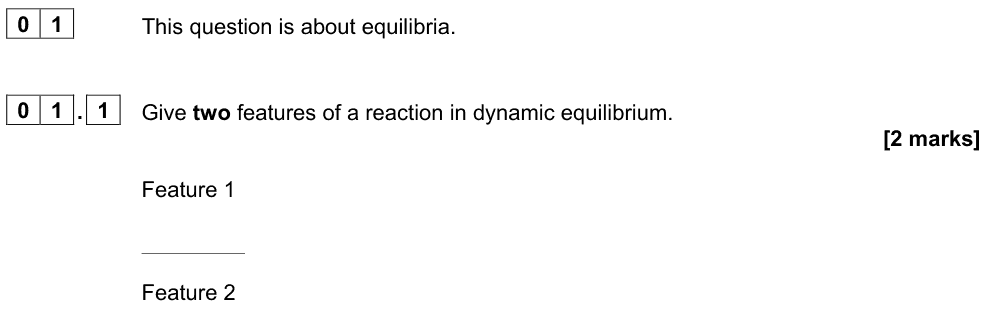 0 1 This question is about equilibria.
0 1 . 1 Give two features of a reaction in dynamic equilibrium.
[2 marks]
Feature 1
Feature 2